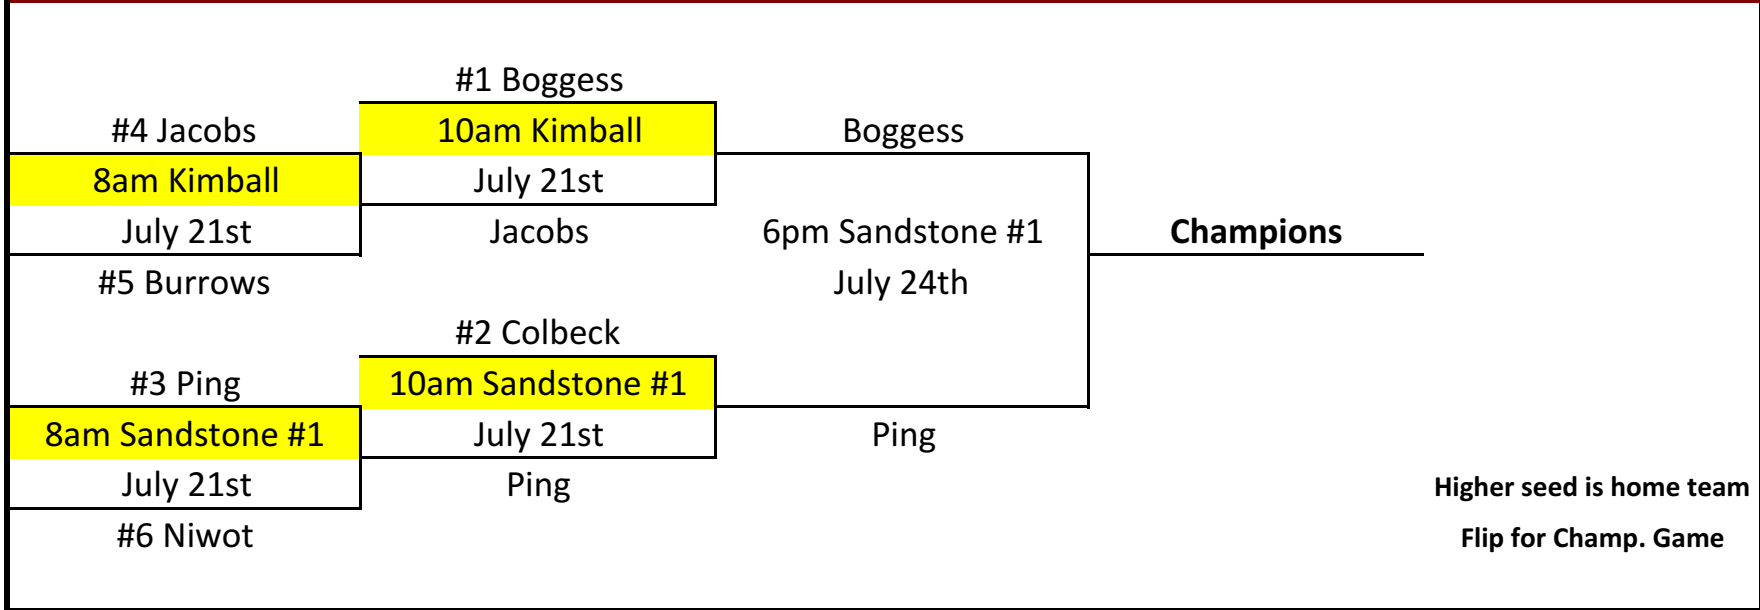 #1 Boggess
#4 Jacobs
10am Kimball
Boggess
8am Kimball
July 21st
July 21st
Jacobs
6pm Sandstone #1
Champions
#5 Burrows
July 24th
#2 Colbeck
#3 Ping
10am Sandstone #1
8am Sandstone #1
July 21st
Ping
July 21st
Ping
Higher seed is home team
#6 Niwot
Flip for Champ. Game